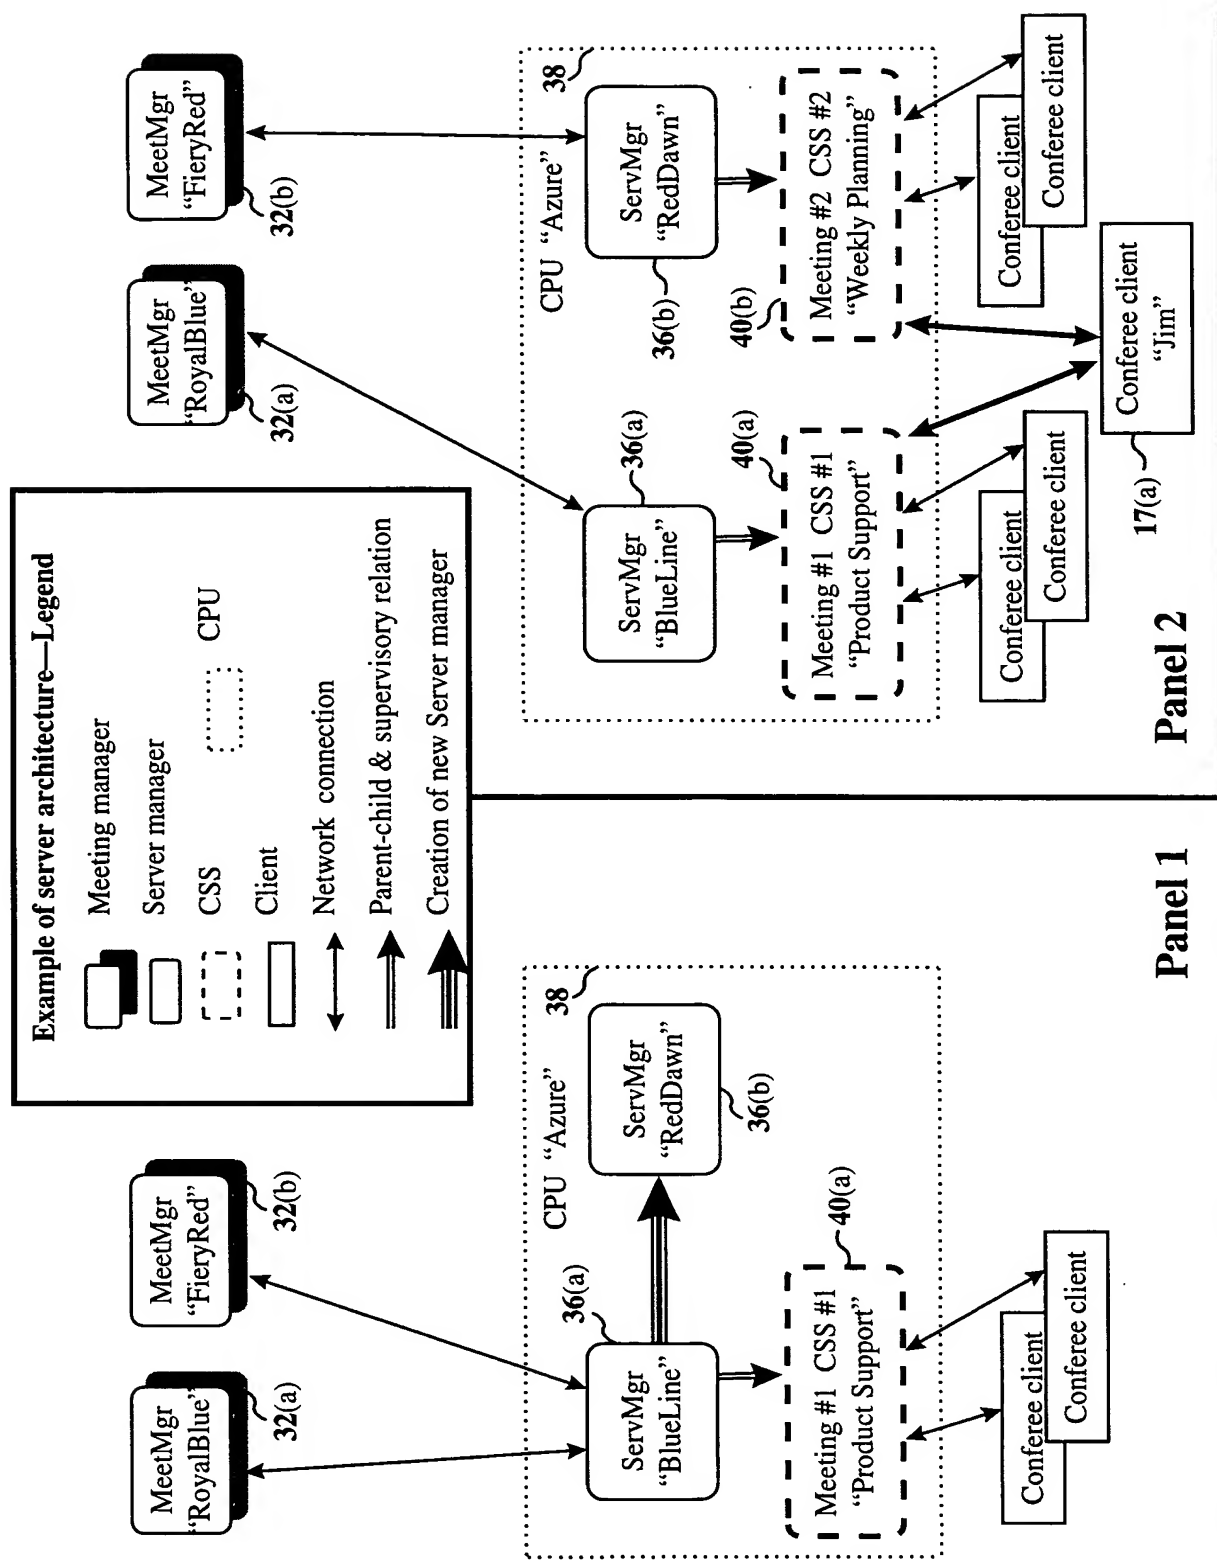 Example of server architecture—Legend
Meeting manager
Server manager
CSS
CPU
Client
Network connection
Parent-child & supervisory relation
Creation of new Server manager
MeetMgr
“RoyalBlue”
32(a)
MeetMgr
“FieryRed”
32(b)
CPU “Azure”
38
ServMgr
“BlueLine”
36(a)
ServMgr
“RedDawn”
36(b)
Meeting #1 CSS #1
“Product Support”
40(a)
Conferee client
Conferee client
Panel 1
MeetMgr
“RoyalBlue”
32(a)
MeetMgr
“FieryRed”
32(b)
CPU “Azure”
38
ServMgr
“BlueLine”
36(a)
ServMgr
“RedDawn”
36(b)
Meeting #1 CSS #1
“Product Support”
40(a)
Meeting #2 CSS #2
“Weekly Planning”
40(b)
Conferee client
Conferee client
Conferee client
Conferee client
Conferee client
“Jim”
17(a)
Panel 2